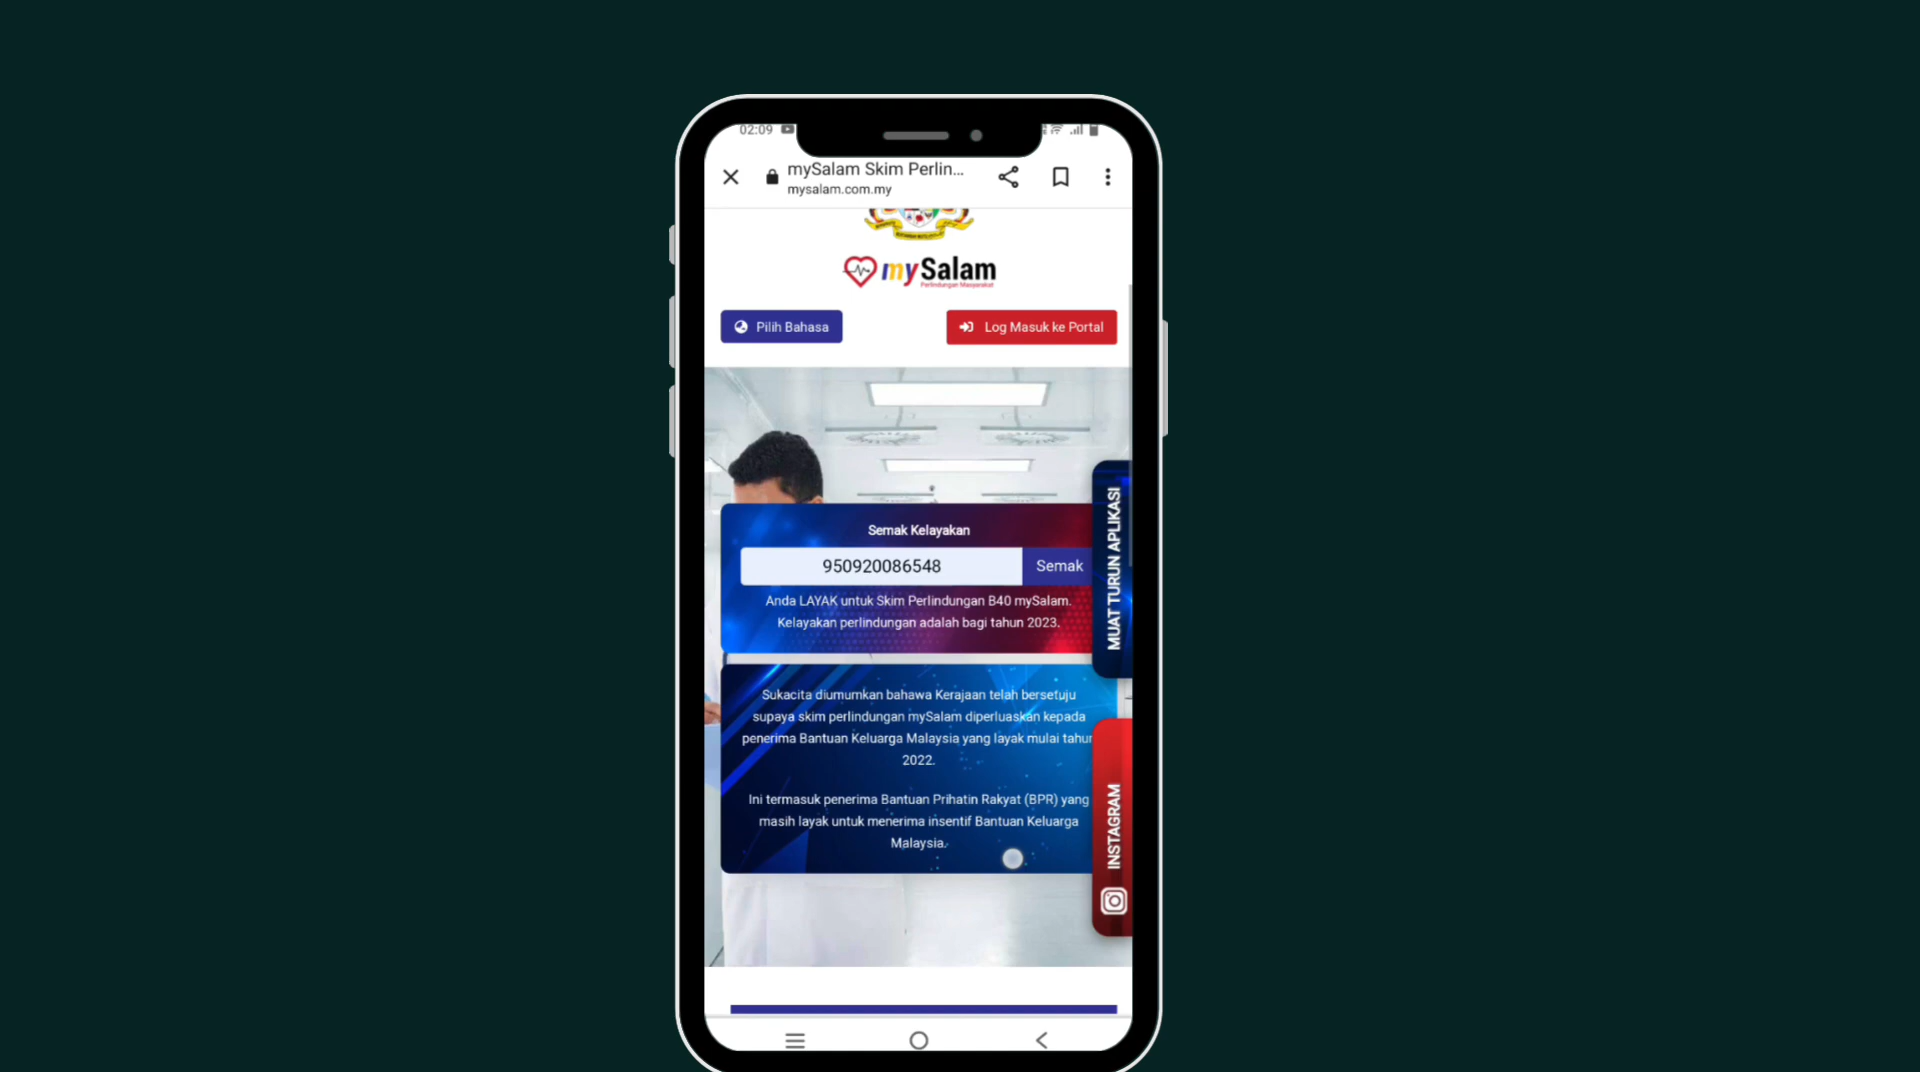 02:09
mySalam Skim Perlin...
mysalam.com.my
mySalam
Perlindungan Masyarakat
Pilih Bahasa
Log Masuk ke Portal
Semak Kelayakan
950920086548
Semak
Anda LAYAK untuk Skim Perlindungan B40 mySalam.
Kelayakan perlindungan adalah bagi tahun 2023.
MUAT TURUN APLIKASI
Sukacita diumumkan bahawa Kerajaan telah bersetuju
supaya skim perlindungan mySalam diperluaskan kepada
penerima Bantuan Keluarga Malaysia yang layak mulai tahun
2022.
Ini termasuk penerima Bantuan Prihatin Rakyat (BPR) yang
masih layak untuk menerima insentif Bantuan Keluarga
Malaysia.
INSTAGRAM